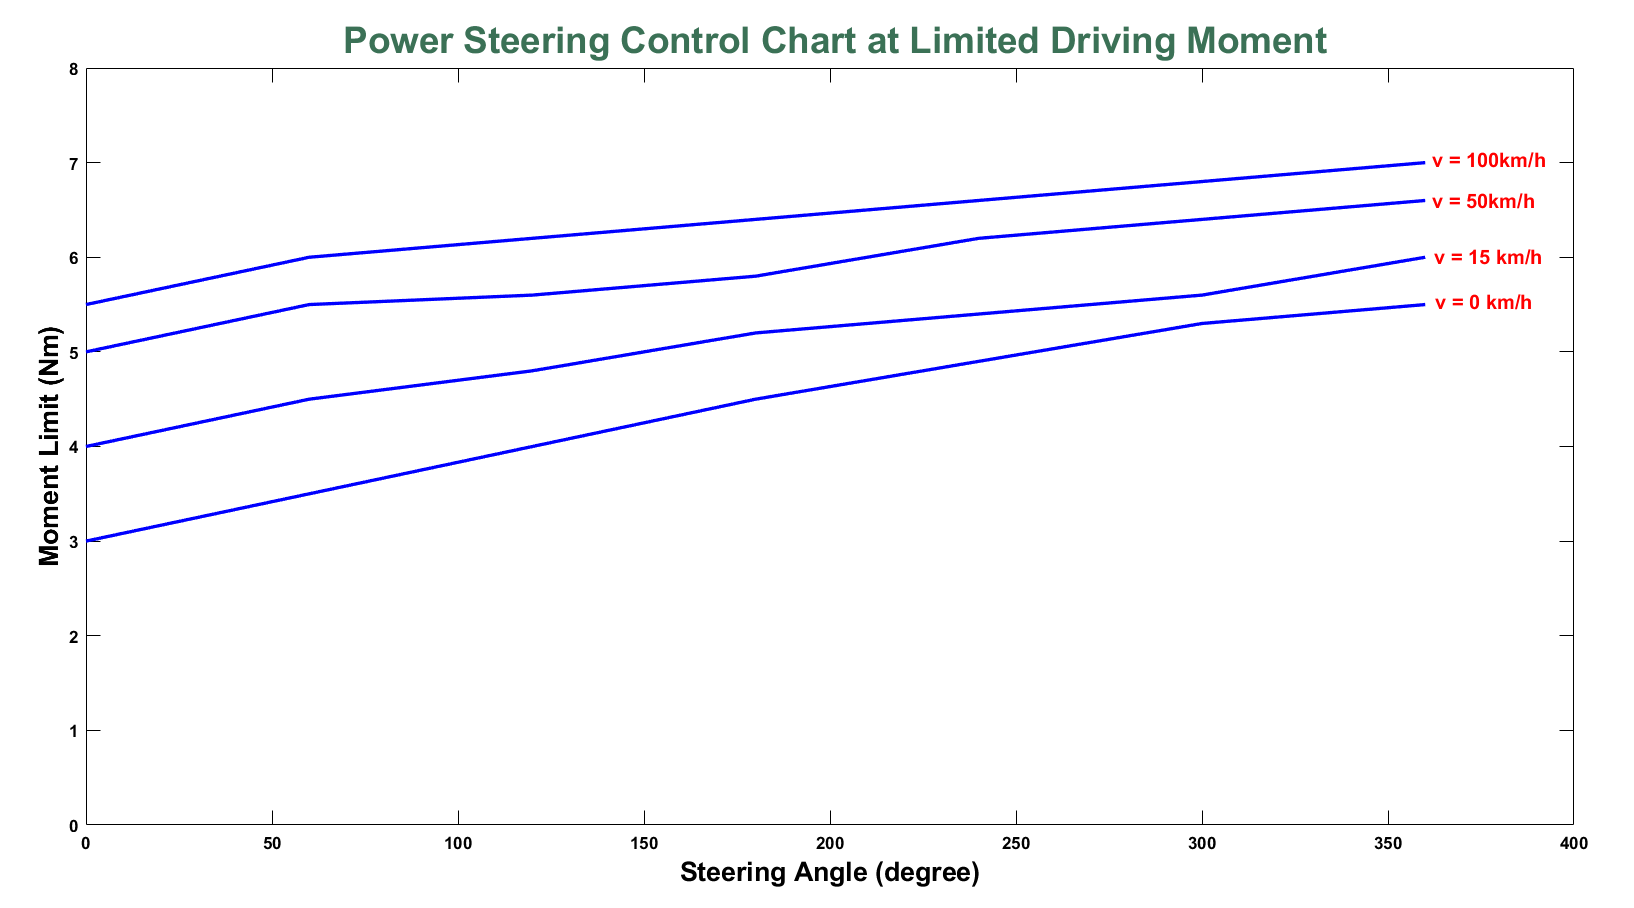 Power Steering Control Chart at Limited Driving Moment
8
7
6
5
4
3
2
1
0
Moment Limit (Nm)
v = 100km/h
v = 50km/h
v = 15 km/h
v = 0 km/h
0 50 100 150 200 250 300 350 400
Steering Angle (degree)